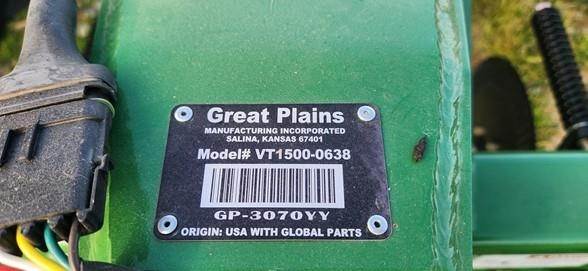 Great Plains
MANUFACTURING INCORPORATED
SALINA, KANSAS 67401
Model# VT1500-0638
GP-3070YY
ORIGIN: USA WITH GLOBAL PARTS